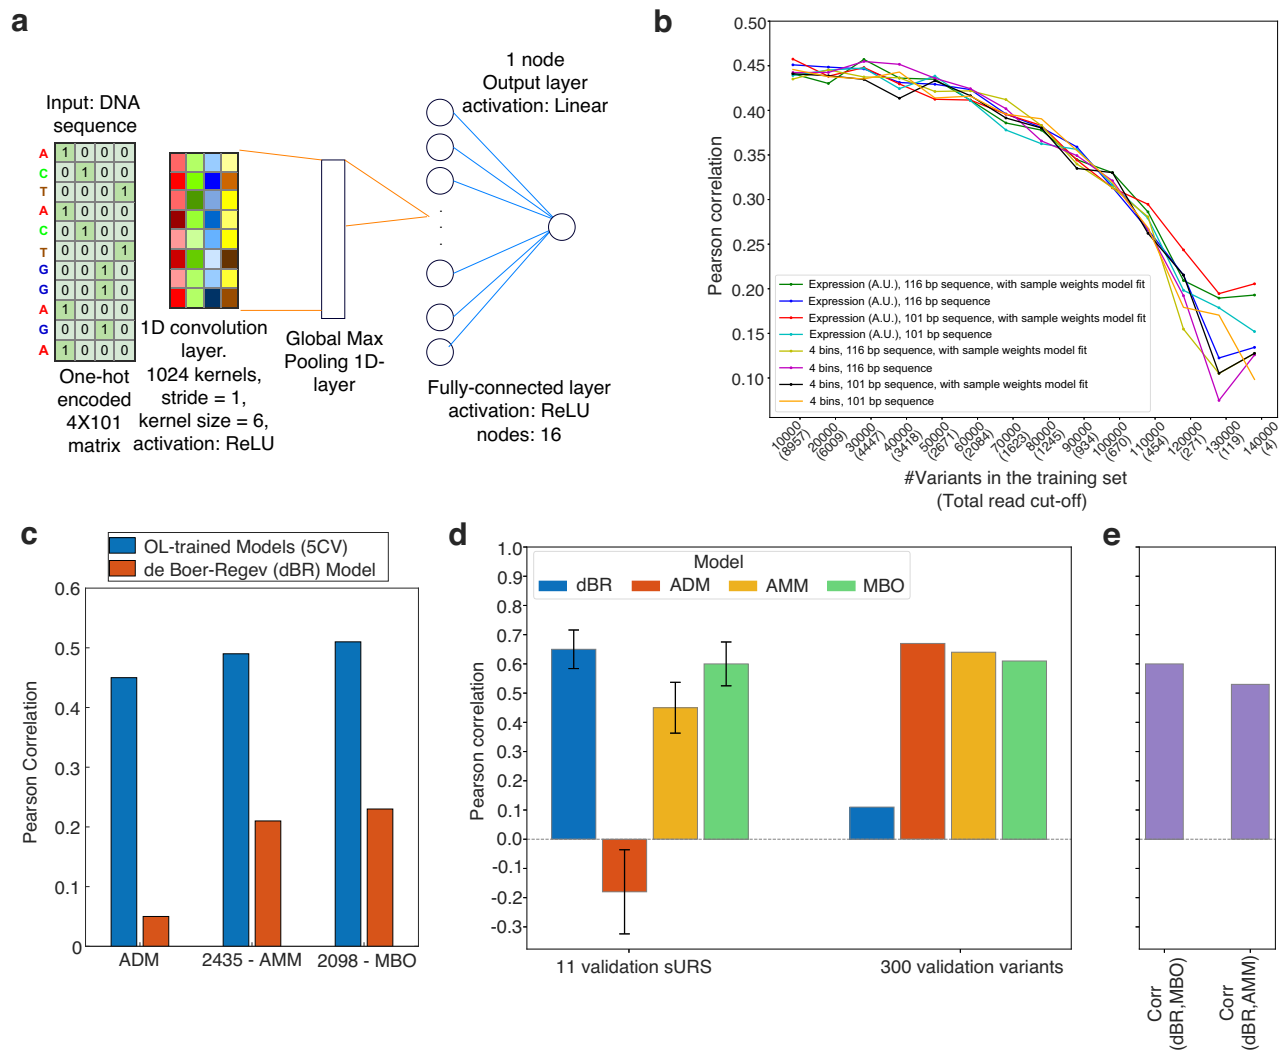 a
Input: DNA
sequence
A 1 0 0 0
C 0 1 0 0
T 0 0 0 1
A 1 0 0 0
C 0 1 0 0
T 0 0 0 1
G 0 0 1 0
G 0 0 1 0
A 1 0 0 0
G 0 0 1 0
A 1 0 0 0
One-hot
encoded
4X101
matrix
1D convolution
layer.
1024 kernels,
stride = 1,
kernel size = 6,
activation: ReLU
Global Max
Pooling 1D-
layer
1 node
Output layer
activation: Linear
Fully-connected layer
activation: ReLU
nodes: 16
b
Pearson correlation
0.50
0.45
0.40
0.35
0.30
0.25
0.20
0.15
0.10
Expression (A.U.), 116 bp sequence, with sample weights model fit
Expression (A.U.), 116 bp sequence
Expression (A.U.), 101 bp sequence, with sample weights model fit
Expression (A.U.), 101 bp sequence
4 bins, 116 bp sequence, with sample weights model fit
4 bins, 116 bp sequence
4 bins, 101 bp sequence, with sample weights model fit
4 bins, 101 bp sequence
10000
(8957)
20000
(6009)
30000
(4447)
40000
(3418)
50000
(2671)
60000
(2084)
70000
(1623)
80000
(1245)
90000
(934)
100000
(670)
110000
(454)
120000
(271)
130000
(119)
140000
(4)
#Variants in the training set
(Total read cut-off)
c
OL-trained Models (5CV)
de Boer-Regev (dBR) Model
Pearson Correlation
0.6
0.5
0.4
0.3
0.2
0.1
0
ADM 2435 - AMM 2098 - MBO
d
Model
dBR ADM AMM MBO
Pearson correlation
1.0
0.9
0.8
0.7
0.6
0.5
0.4
0.3
0.2
0.1
0.0
-0.1
-0.2
-0.3
11 validation sURS 300 validation variants
e
Corr
(dBR,MBO)
Corr
(dBR,AMM)